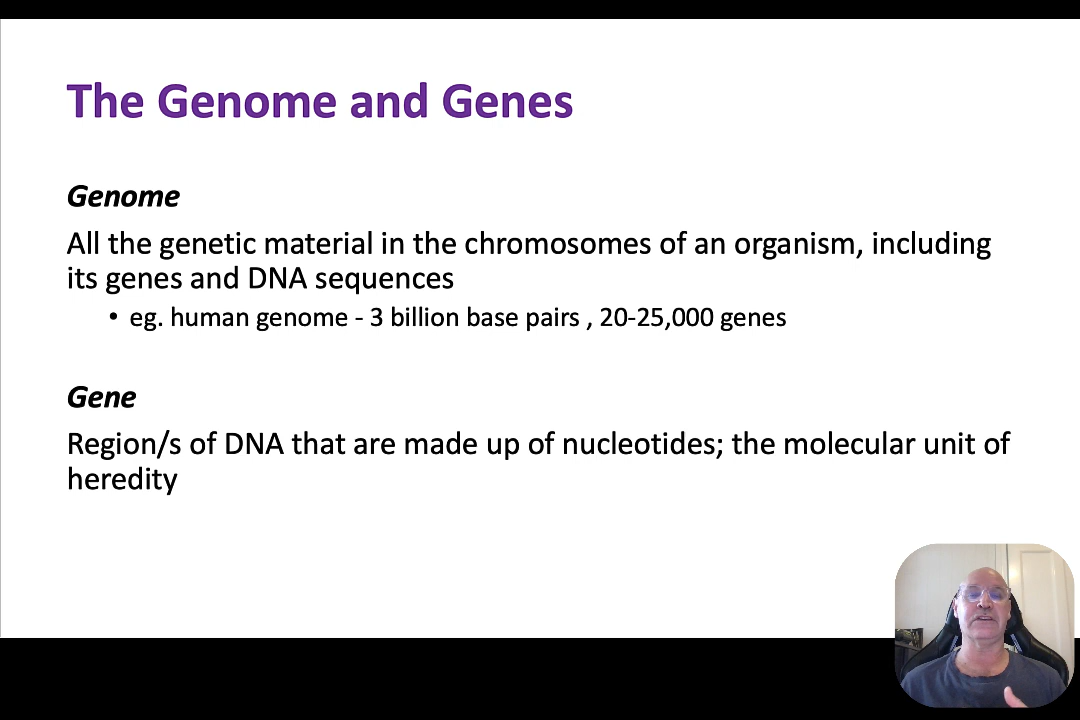 The Genome and Genes
Genome
All the genetic material in the chromosomes of an organism, including
its genes and DNA sequences
• eg. human genome - 3 billion base pairs , 20-25,000 genes
Gene
Region/s of DNA that are made up of nucleotides; the molecular unit of
heredity